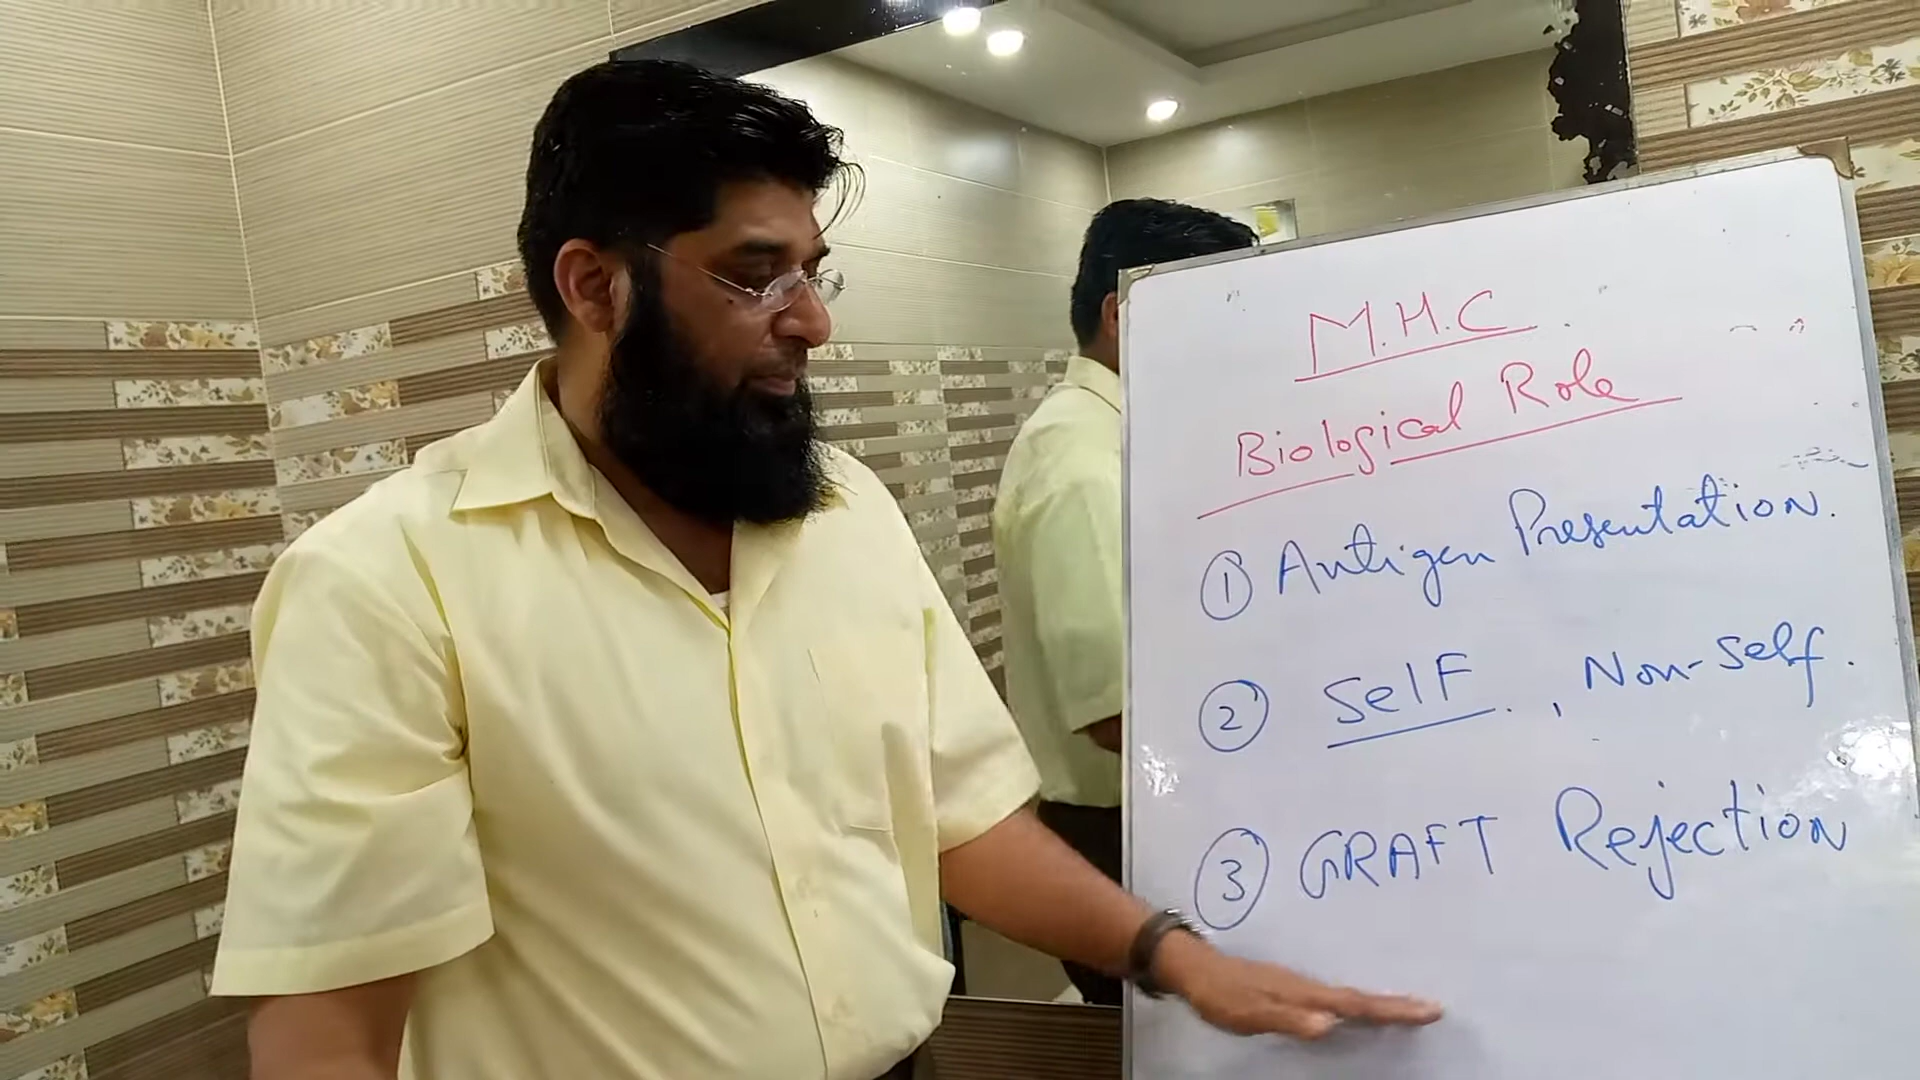 M.H.C.
Biological Role
① Antigen Presentation.
② Self. , Non-Self.
③ GRAFT Rejection